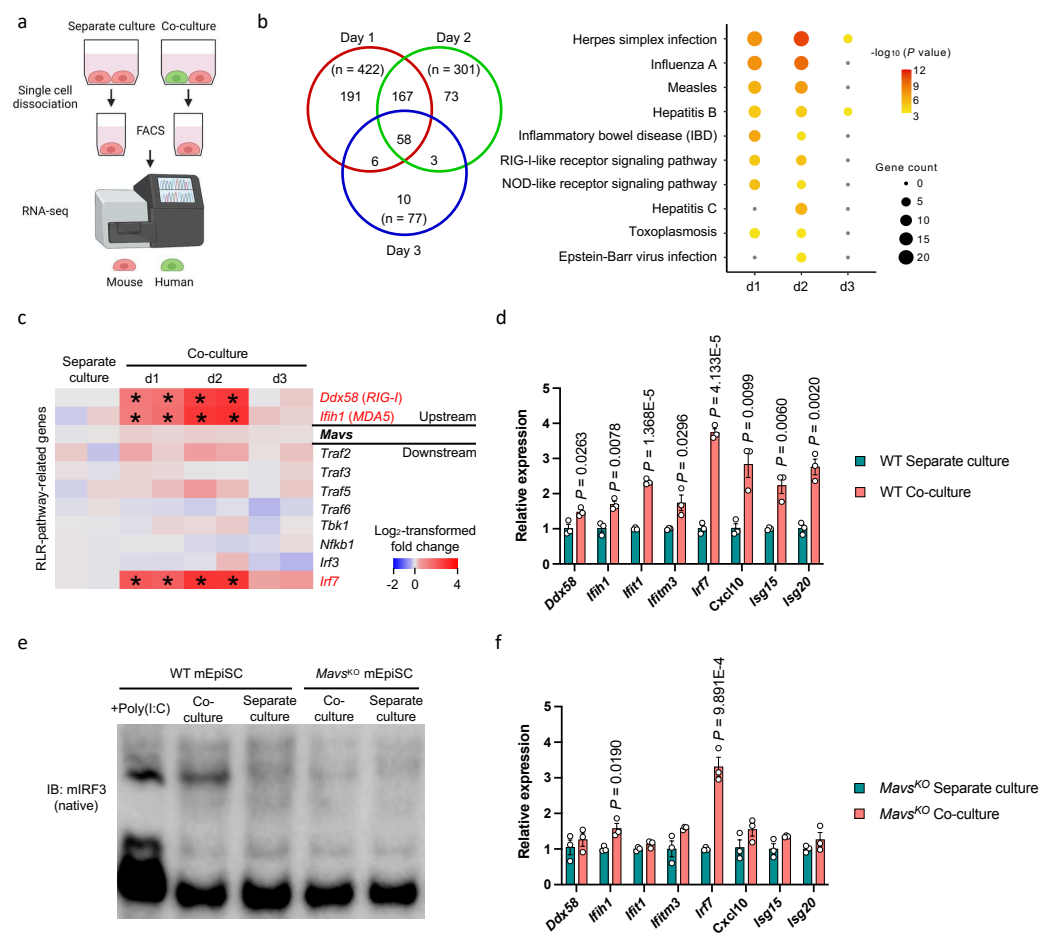 a
Separate culture
Co-culture
Single cell
dissociation
FACS
RNA-seq
Mouse
Human
b
Day 1
Day 2
(n = 422)
(n = 301)
191
167
73
58
6
3
10
(n = 77)
Day 3
Herpes simplex infection
Influenza A
Measles
Hepatitis B
Inflammatory bowel disease (IBD)
RIG-I-like receptor signaling pathway
NOD-like receptor signaling pathway
Hepatitis C
Toxoplasmosis
Epstein-Barr virus infection
d1
d2
d3
-log₁₀ (P value)
12
9
6
3
Gene count
0
5
10
15
20
c
Separate
culture
Co-culture
d1
d2
d3
RLR-pathway-related genes
Ddx58 (RIG-I)
Ifih1 (MDA5)
Upstream
Mavs
Traf2
Downstream
Traf3
Traf5
Traf6
Tbk1
Nfkb1
Irf3
Irf7
Log₂-transformed
fold change
-2
0
4
d
Relative expression
5
4
3
2
1
0
P = 0.0263
P = 0.0078
P = 1.368E-5
P = 0.0296
P = 4.133E-5
P = 0.0099
P = 0.0060
P = 0.0020
Ddx58
Ifih1
Ifit1
Ifitm3
Irf7
Cxcl10
Isg15
Isg20
WT Separate culture
WT Co-culture
e
WT mEpiSC
Mavsᴷᴼ mEpiSC
+Poly(I:C)
Co-
culture
Separate
culture
Co-
culture
Separate
culture
IB: mIRF3
(native)
f
Relative expression
5
4
3
2
1
0
P = 0.0190
P = 9.891E-4
Ddx58
Ifih1
Ifit1
Ifitm3
Irf7
Cxcl10
Isg15
Isg20
Mavsᴷᴼ Separate culture
Mavsᴷᴼ Co-culture